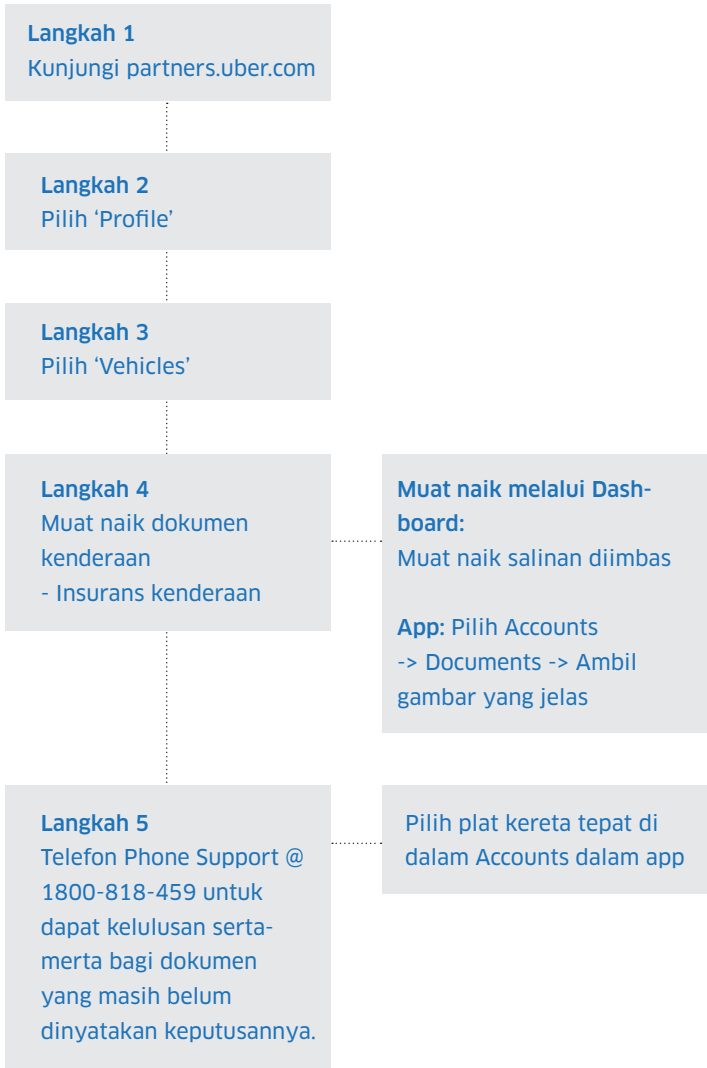 Langkah 1
Kunjungi partners.uber.com
Langkah 2
Pilih ‘Profile’
Langkah 3
Pilih ‘Vehicles’
Langkah 4
Muat naik dokumen
kenderaan
- Insurans kenderaan
Muat naik melalui Dash-
board:
Muat naik salinan diimbas
App: Pilih Accounts
-> Documents -> Ambil
gambar yang jelas
Langkah 5
Telefon Phone Support @
1800-818-459 untuk
dapat kelulusan serta-
merta bagi dokumen
yang masih belum
dinyatakan keputusannya.
Pilih plat kereta tepat di
dalam Accounts dalam app